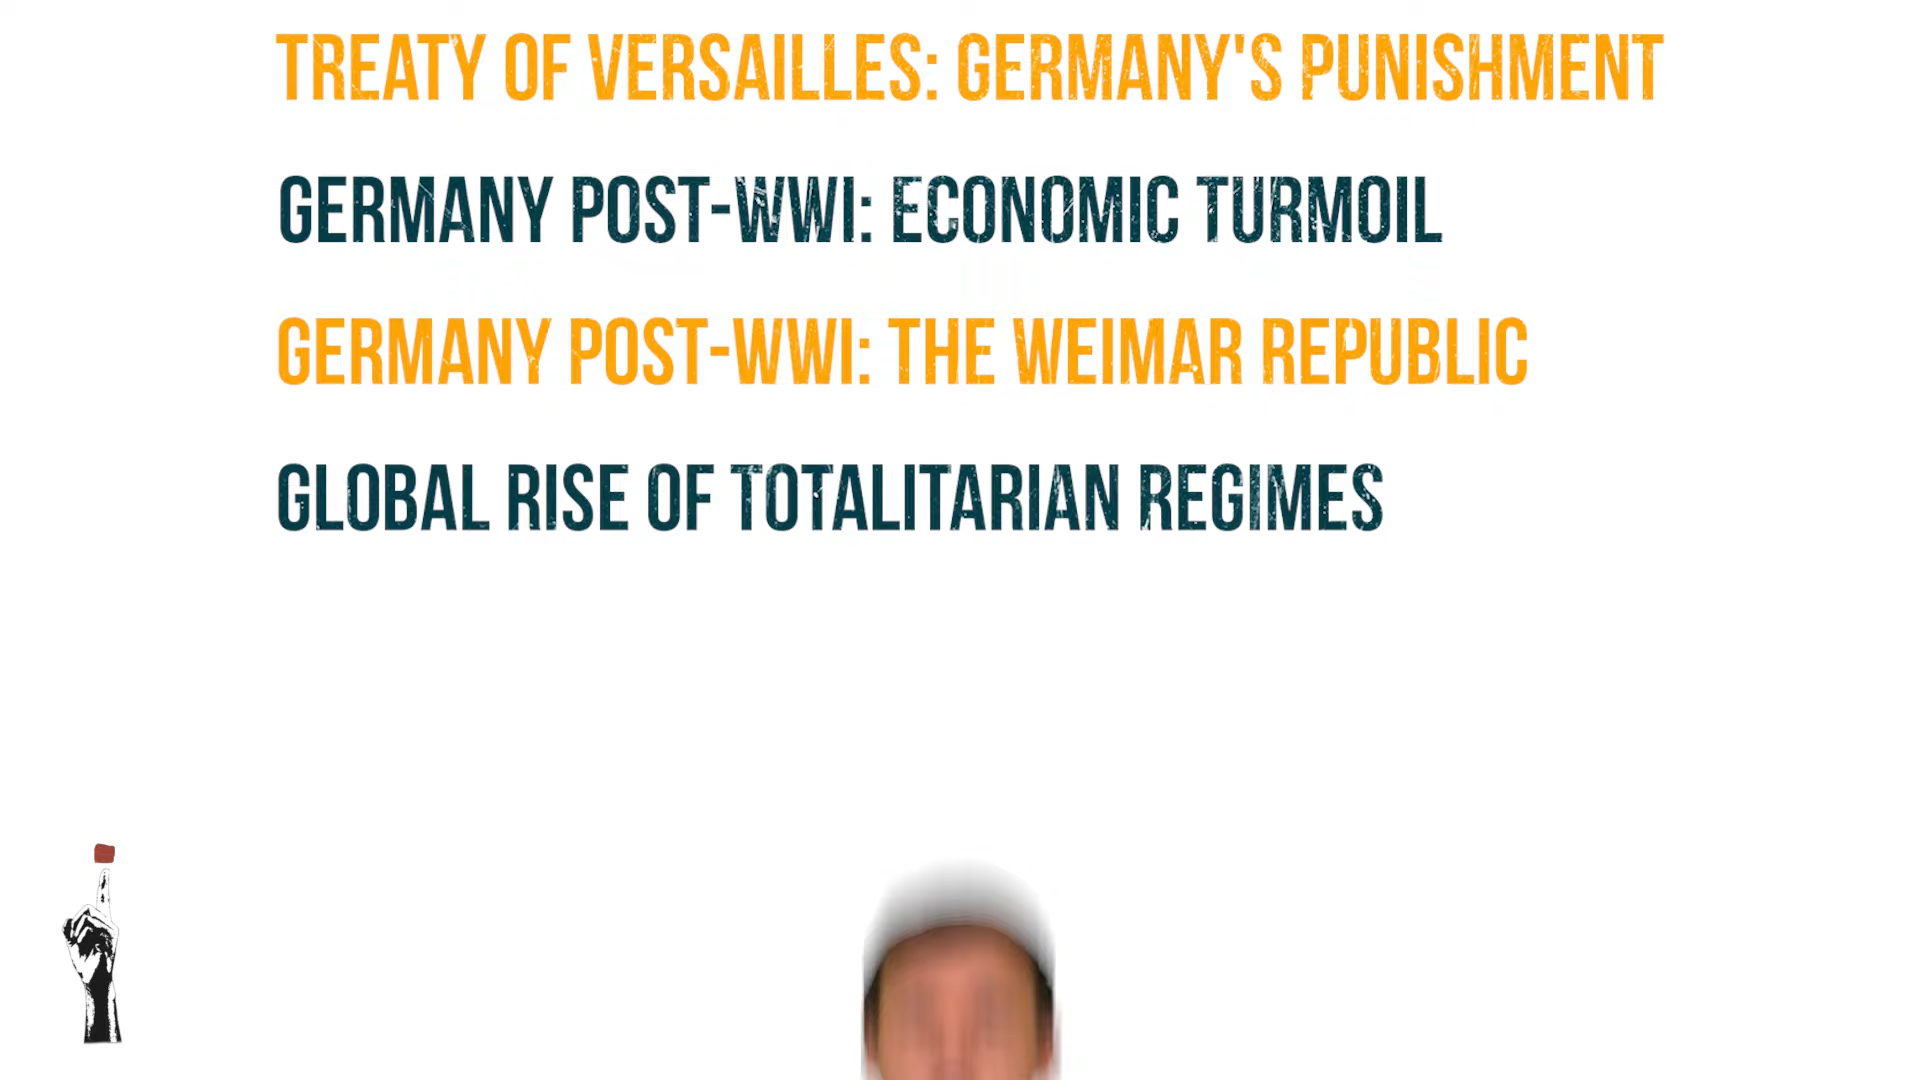 TREATY OF VERSAILLES: GERMANY'S PUNISHMENT
GERMANY POST-WWI: ECONOMIC TURMOIL
GERMANY POST-WWI: THE WEIMAR REPUBLIC
GLOBAL RISE OF TOTALITARIAN REGIMES